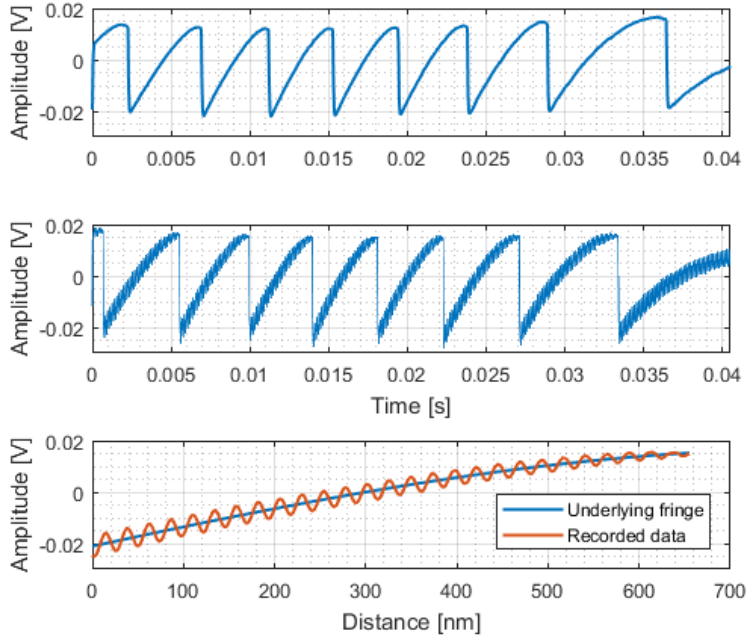 Amplitude [V]
0.02
0
-0.02
0 0.005 0.01 0.015 0.02 0.025 0.03 0.035 0.04
Amplitude [V]
0.02
0
-0.02
0 0.005 0.01 0.015 0.02 0.025 0.03 0.035 0.04
Time [s]
Amplitude [V]
0.02
0
-0.02
Underlying fringe
Recorded data
0 100 200 300 400 500 600 700
Distance [nm]